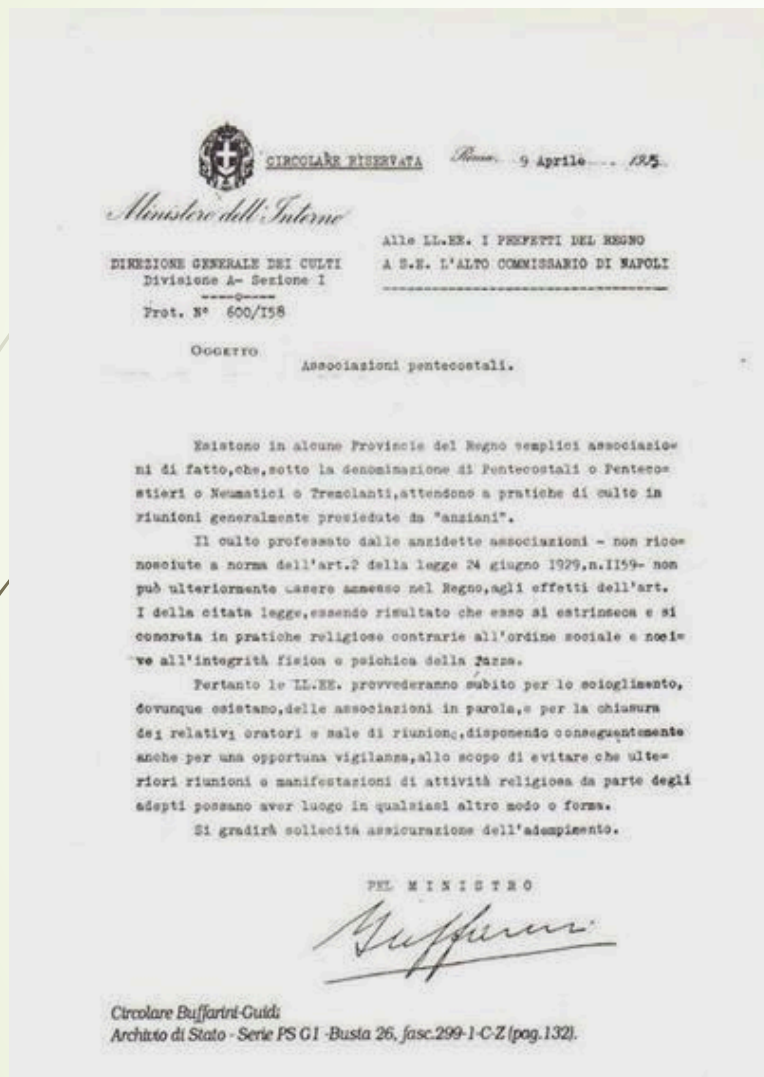 CIRCOLARE RISERVATA Roma, 9 Aprile 1935
Ministero dell'Interno
Alle LL.EE. I PREFETTI DEL REGNO
DIREZIONE GENERALE DEI CULTI
A S.E. L'ALTO COMMISSARIO DI NAPOLI
Divisione A- Sezione I
Prot. N° 600/I58
OGGETTO
Associazioni pentecostali.
Esistono in alcune Provincie del Regno semplici associazio=
ni di fatto,che,sotto la denominazione di Pentecostali o Penteco=
stieri o Neumatici o Tremolanti,attendono a pratiche di culto in
riunioni generalmente presiedute da "anziani".
Il culto professato dalle anzidette associazioni - non rico=
nosciute a norma dell'art.2 della legge 24 giugno 1929,n.II59- non
può ulteriormente essere ammesso nel Regno,agli effetti dell'art.
I della citata legge,essendo risultato che esso si estrinseca e si
concreta in pratiche religiose contrarie all'ordine sociale e noci=
ve all'integrità fisica e psichica della razza.
Pertanto le LL.EE. provvederanno subito per lo scioglimento,
dovunque esistano,delle associazioni in parola,e per la chiusura
dei relativi oratori e sale di riunione,disponendo conseguentemente
anche per una opportuna vigilanza,allo scopo di evitare che ulte=
riori riunioni e manifestazioni di attività religiosa da parte degli
adepti possano aver luogo in qualsiasi altro modo o forma.
Si gradirà sollecita assicurazione dell'adempimento.
PEL MINISTRO
Buffarini
Circolare Buffarini-Guidi
Archivio di Stato - Serie PS G1 -Busta 26, fasc.299-1-C-Z (pag.132).